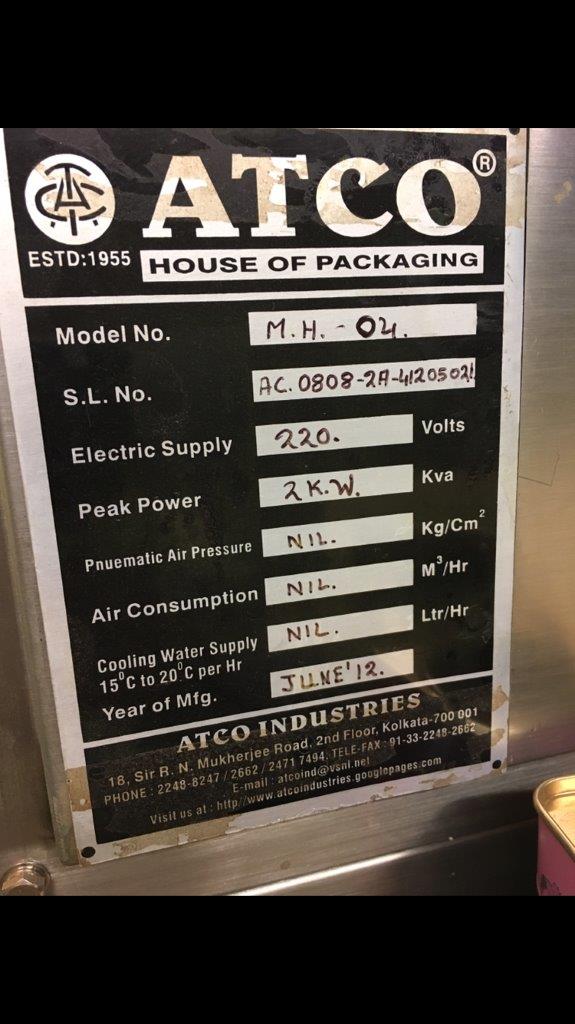 ATCO®
ESTD:1955 HOUSE OF PACKAGING
Model No. M.H. - 04.
S.L. No. AC. 0808-2A-41205021
Electric Supply 220. Volts
Peak Power 2 K.W. Kva
Pnuematic Air Pressure NIL. Kg/Cm²
Air Consumption NIL. M³/Hr
Cooling Water Supply NIL. Ltr/Hr
15°C to 20°C per Hr
Year of Mfg. JUNE'12.
ATCO INDUSTRIES
18, Sir R. N. Mukherjee Road, 2nd Floor, Kolkata-700 001
PHONE : 2248-8247 / 2662 / 2471 7494, TELE-FAX : 91-33-2248-2662
E-mail : atcoind@vsnl.net
Visit us at : http//www.atcoindustries.googlepages.com